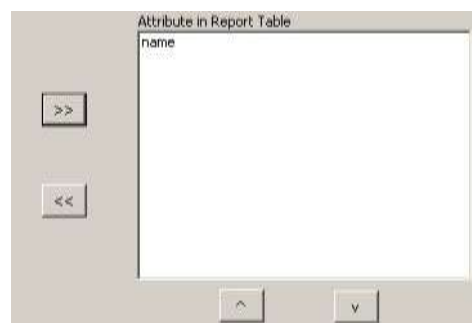 Attribute in Report Table
name
>>
<<
^ v